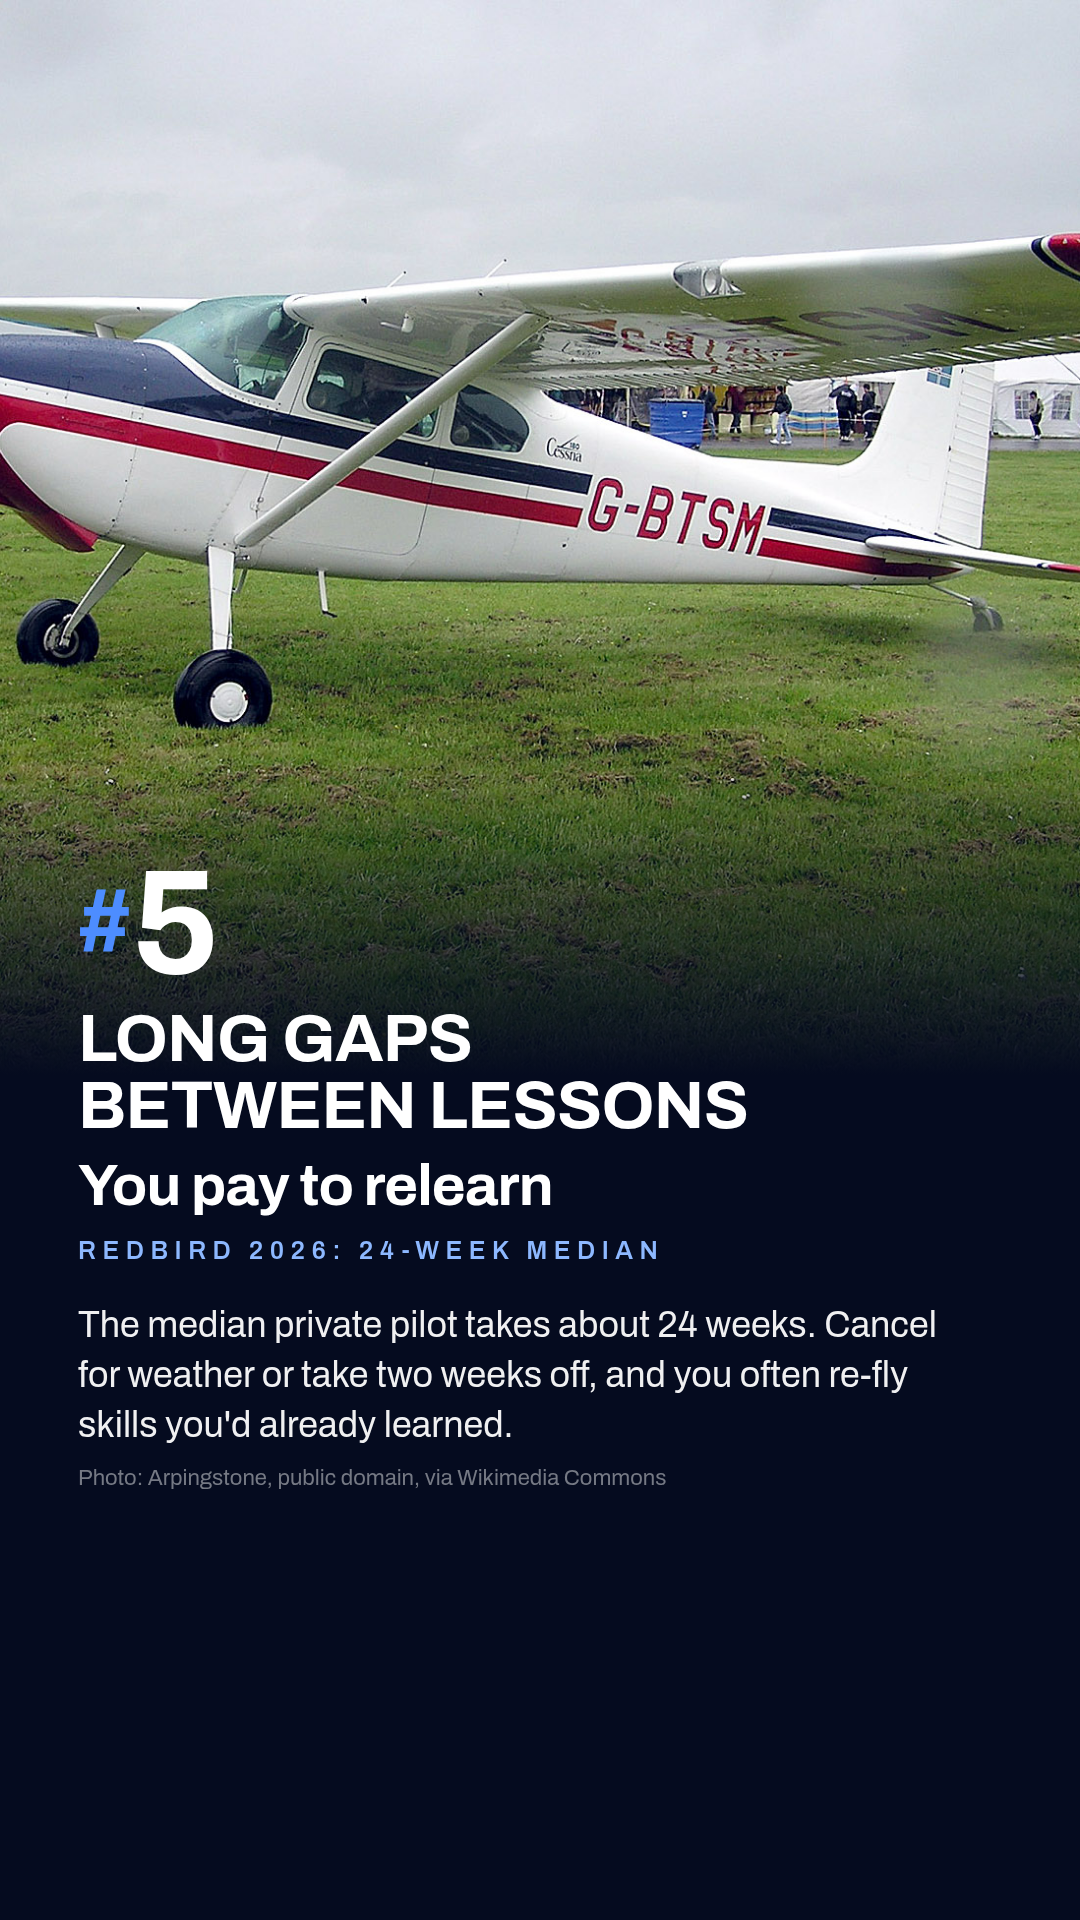 TSM
180
Cessna
G-BTSM
#5
LONG GAPS
BETWEEN LESSONS
You pay to relearn
REDBIRD 2026: 24-WEEK MEDIAN
The median private pilot takes about 24 weeks. Cancel
for weather or take two weeks off, and you often re-fly
skills you'd already learned.
Photo: Arpingstone, public domain, via Wikimedia Commons